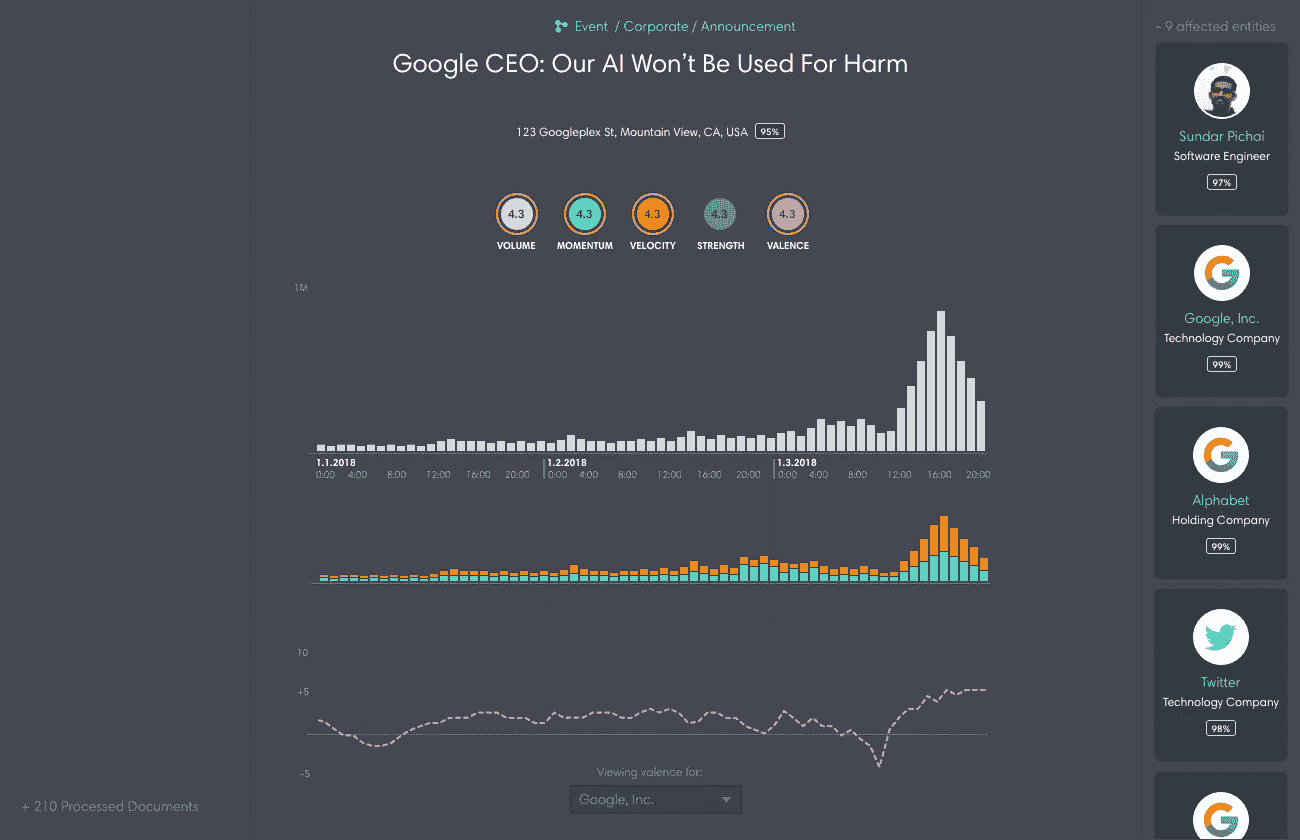 Event / Corporate / Announcement
Google CEO: Our AI Won't Be Used For Harm
123 Googleplex St, Mountain View, CA, USA 95%
4.3 4.3 4.3 4.3 4.3
VOLUME MOMENTUM VELOCITY STRENGTH VALENCE
1M
1.1.2018 1.2.2018 1.3.2018
0:00 4:00 8:00 12:00 16:00 20:00 0:00 4:00 8:00 12:00 16:00 20:00 0:00 4:00 8:00 12:00 16:00 20:00
10
+5
-5
Viewing valence for:
Google, Inc.
+ 210 Processed Documents
- 9 affected entities
Sundar Pichai
Software Engineer
97%
Google, Inc.
Technology Company
99%
Alphabet
Holding Company
99%
Twitter
Technology Company
98%